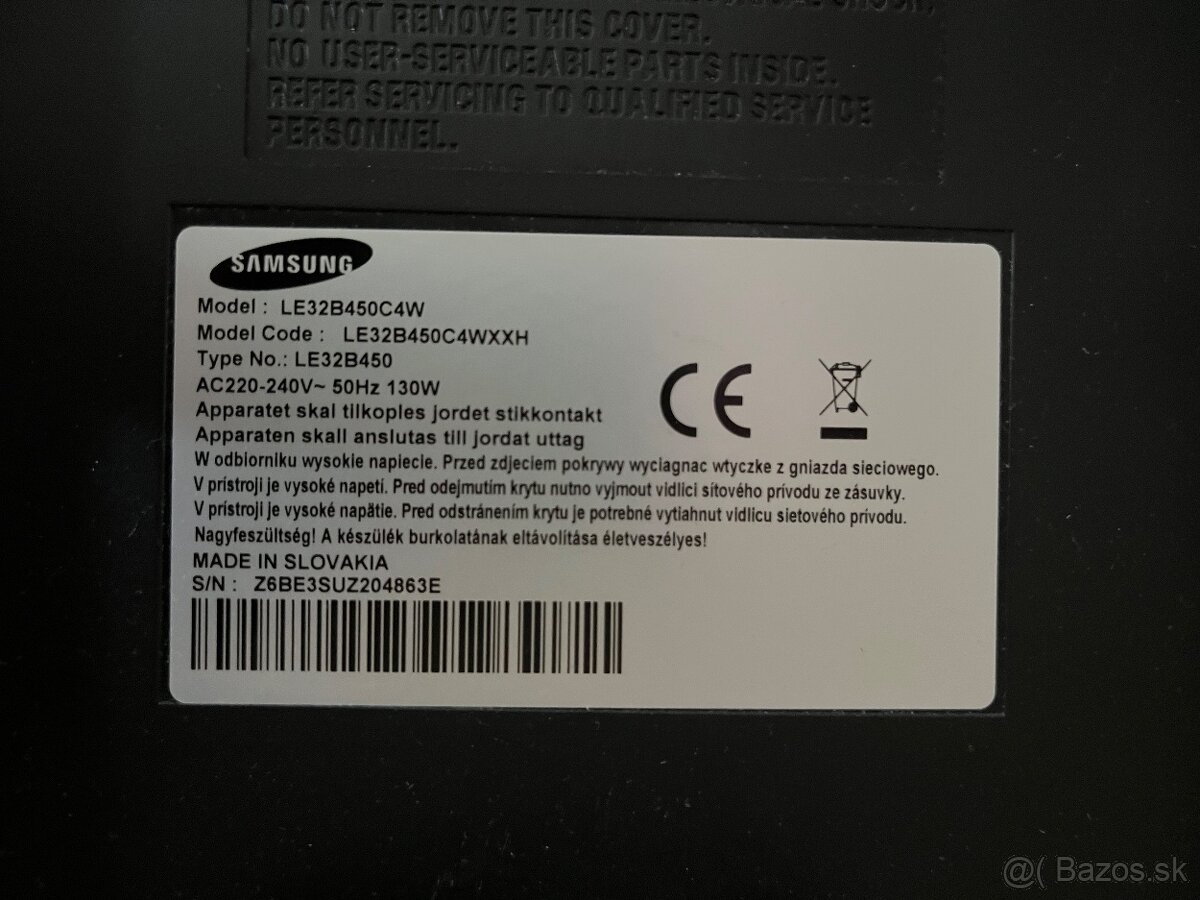 DO NOT REMOVE THIS COVER.
NO USER-SERVICEABLE PARTS INSIDE.
REFER SERVICING TO QUALIFIED SERVICE
PERSONNEL.
SAMSUNG
Model : LE32B450C4W
Model Code : LE32B450C4WXXH
Type No.: LE32B450
AC220-240V~ 50Hz 130W
Apparatet skal tilkoples jordet stikkontakt
Apparaten skall anslutas till jordat uttag
W odbiorniku wysokie napiecie. Przed zdjeciem pokrywy wyciagnac wtyczke z gniazda sieciowego.
V prístroji je vysoké napetí. Pred odejmutím krytu nutno vyjmout vidlici sítového prívodu ze zásuvky.
V prístroji je vysoké napätie. Pred odstránením krytu je potrebné vytiahnut vidlicu sietového prívodu.
Nagyfeszültség! A készülék burkolatának eltávolítása életveszélyes!
MADE IN SLOVAKIA
S/N : Z6BE3SUZ204863E
@( Bazos.sk